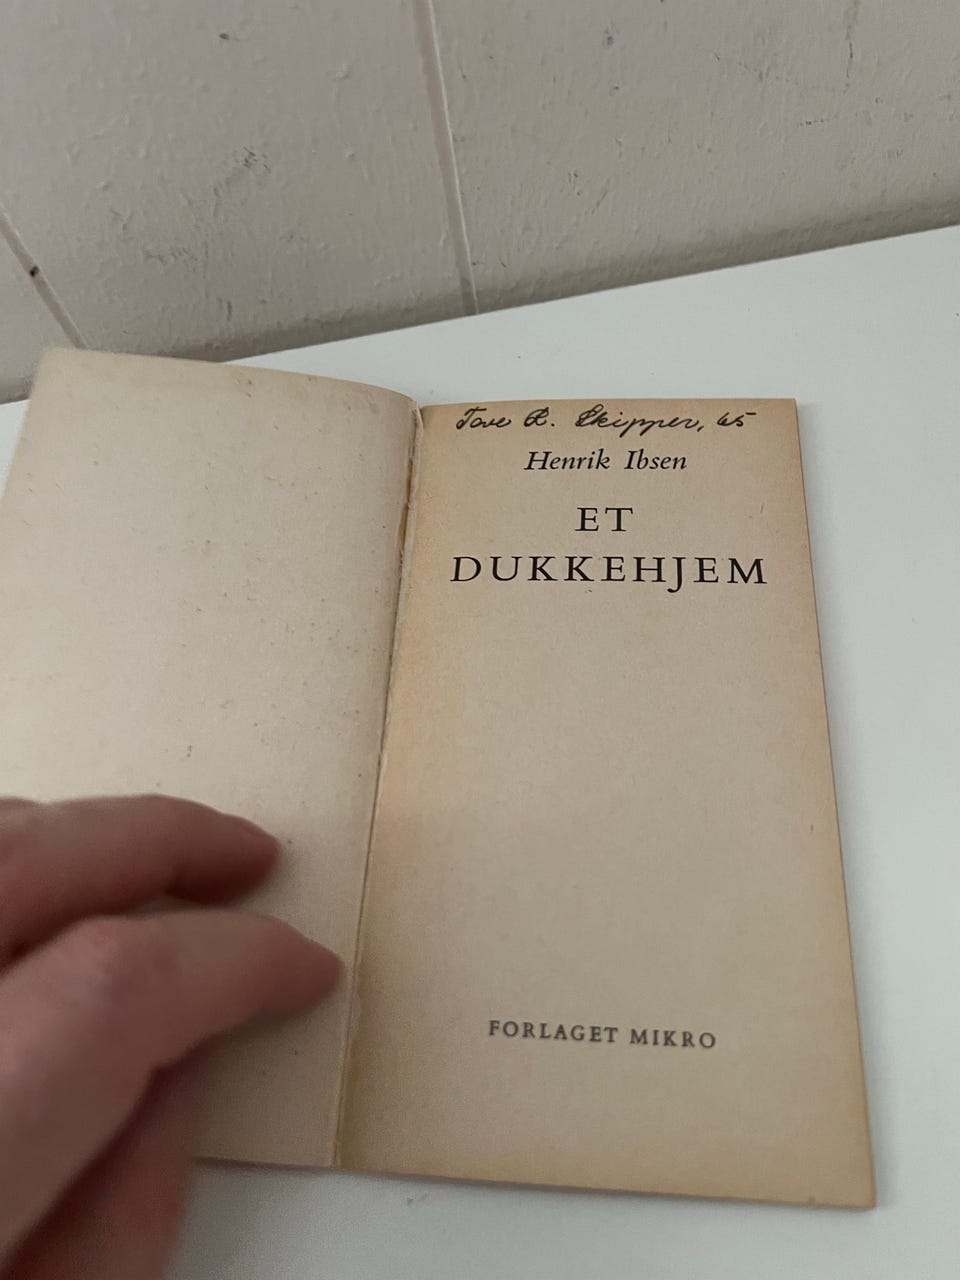 Tove R. Skipper, 65
Henrik Ibsen
ET
DUKKEHJEM
FORLAGET MIKRO